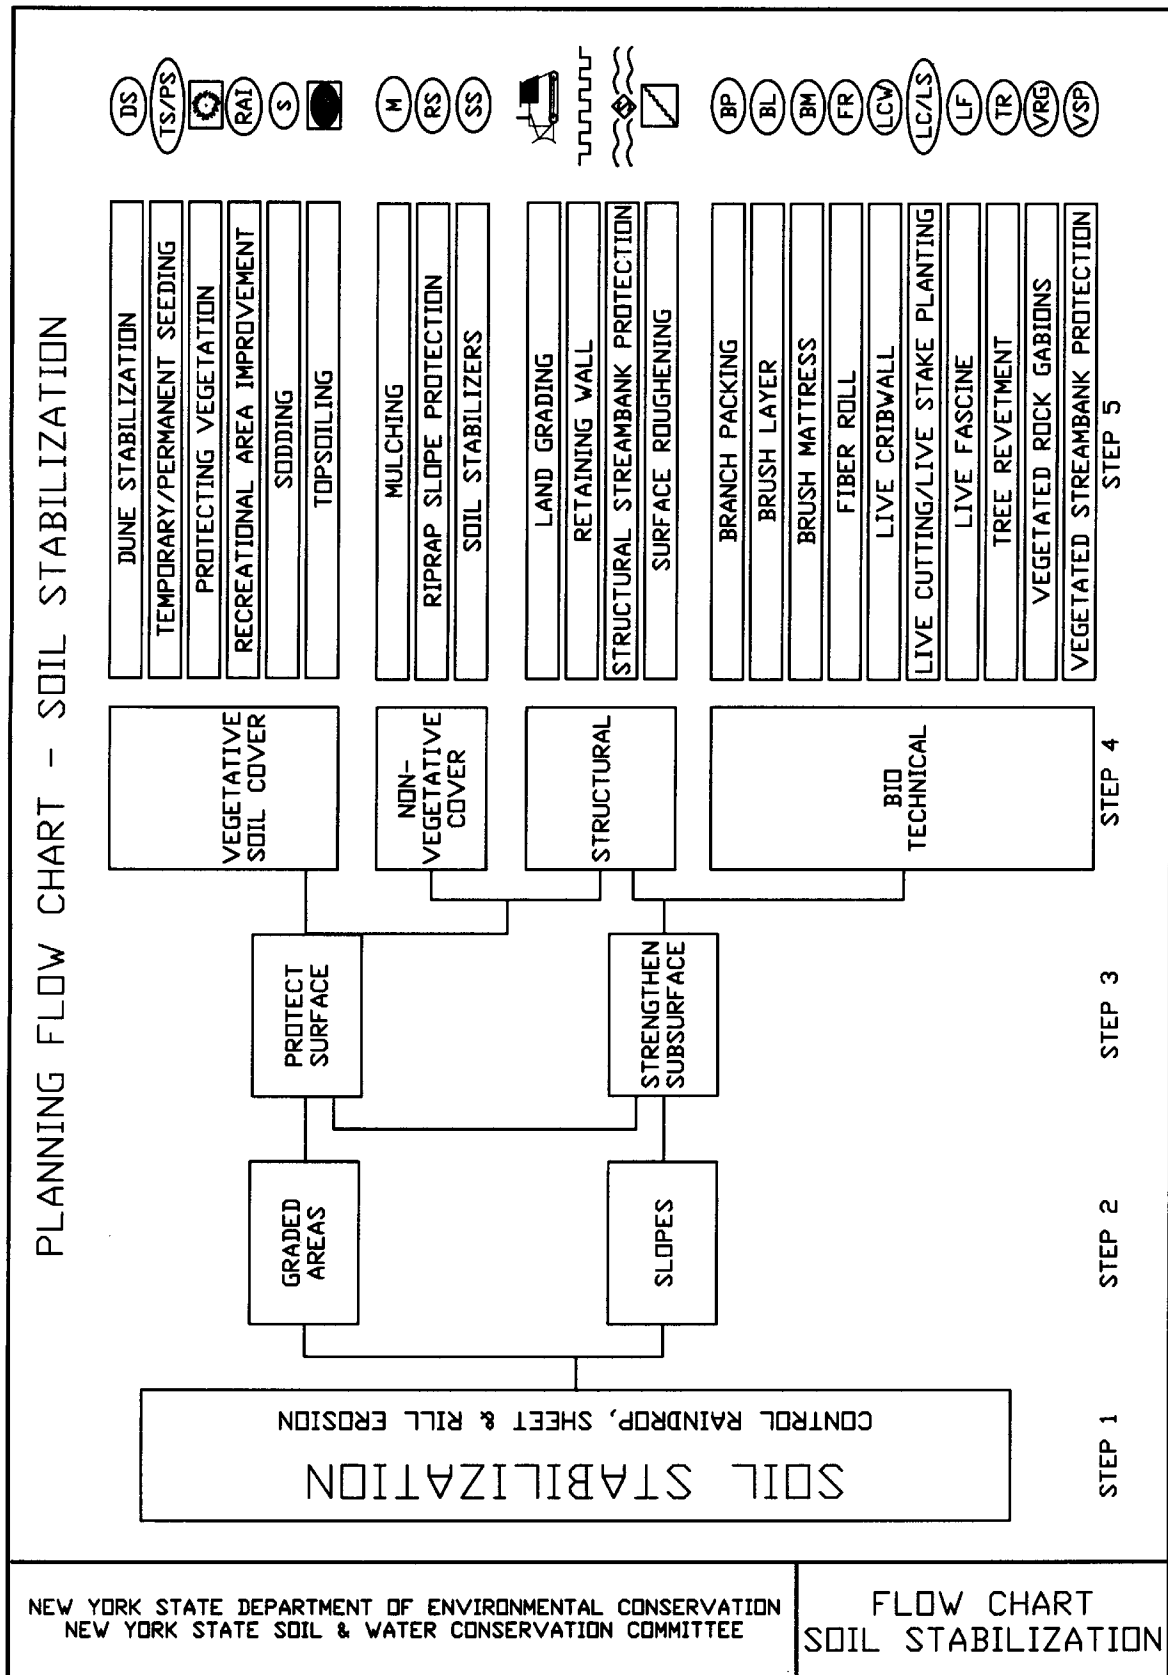 PLANNING FLOW CHART - SOIL STABILIZATION
SOIL STABILIZATION
CONTROL RAINDROP, SHEET & RILL EROSION
STEP 1
GRADED
AREAS
SLOPES
STEP 2
PROTECT
SURFACE
STRENGTHEN
SUBSURFACE
STEP 3
VEGETATIVE
SOIL COVER
NON-
VEGETATIVE
COVER
STRUCTURAL
BIO
TECHNICAL
STEP 4
DUNE STABILIZATION
DS
TEMPORARY/PERMANENT SEEDING
TS/PS
PROTECTING VEGETATION
RECREATIONAL AREA IMPROVEMENT
RAI
SODDING
S
TOPSOILING
MULCHING
M
RIPRAP SLOPE PROTECTION
RS
SOIL STABILIZERS
SS
LAND GRADING
RETAINING WALL
STRUCTURAL STREAMBANK PROTECTION
SURFACE ROUGHENING
BRANCH PACKING
BP
BRUSH LAYER
BL
BRUSH MATTRESS
BM
FIBER ROLL
FR
LIVE CRIBWALL
LCW
LIVE CUTTING/LIVE STAKE PLANTING
LC/LS
LIVE FASCINE
LF
TREE REVETMENT
TR
VEGETATED ROCK GABIONS
VRG
VEGETATED STREAMBANK PROTECTION
VSP
STEP 5
NEW YORK STATE DEPARTMENT OF ENVIRONMENTAL CONSERVATION
NEW YORK STATE SOIL & WATER CONSERVATION COMMITTEE
FLOW CHART
SOIL STABILIZATION